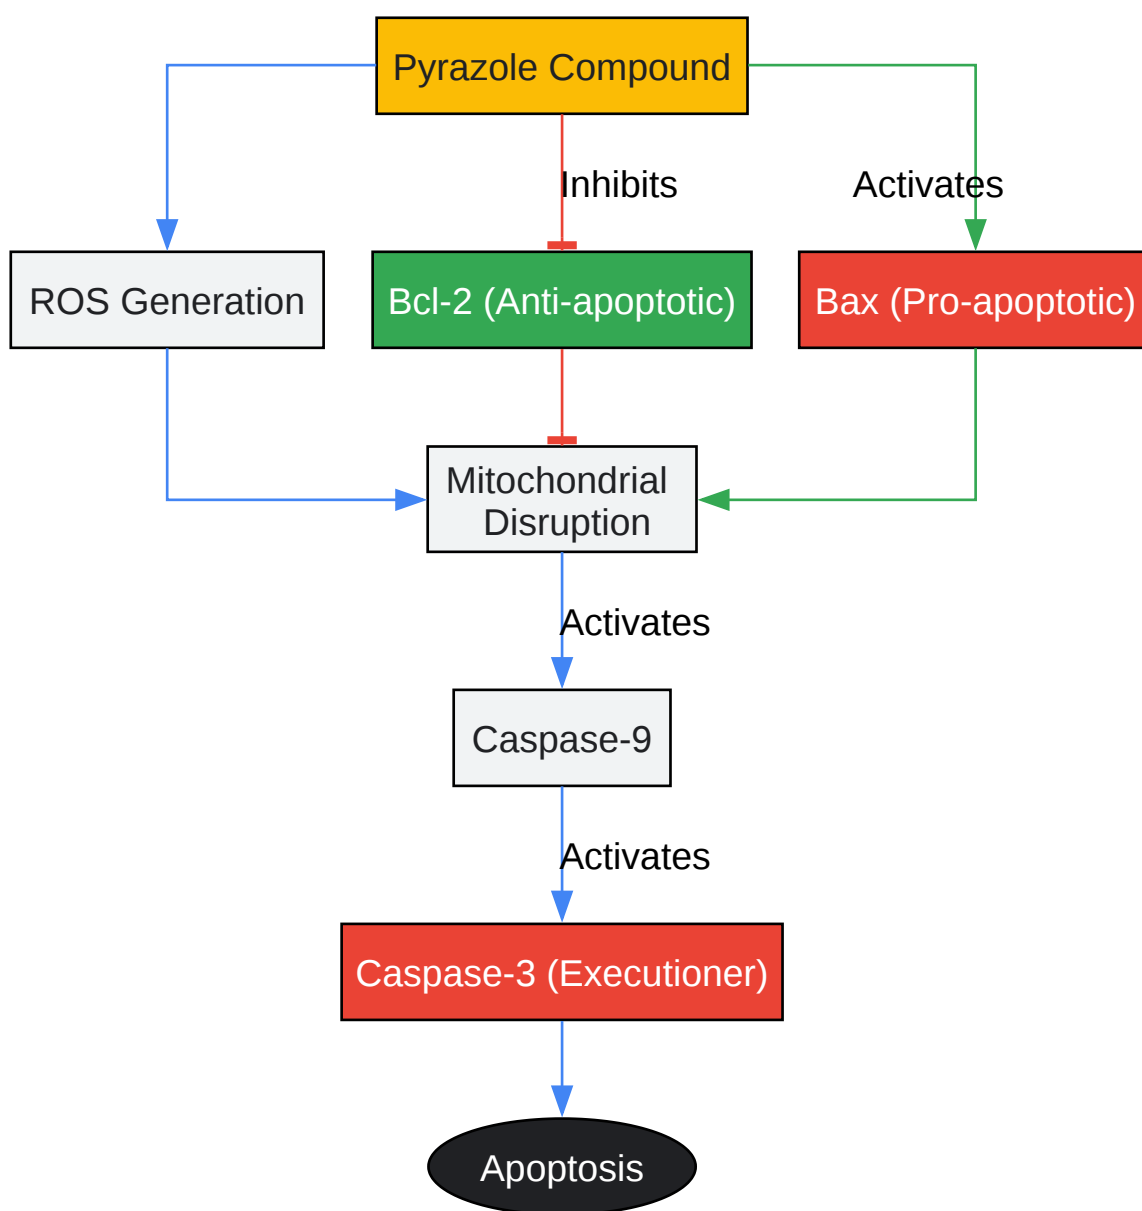 Pyrazole Compound
Inhibits
Activates
ROS Generation
Bcl-2 (Anti-apoptotic)
Bax (Pro-apoptotic)
Mitochondrial
Disruption
Activates
Caspase-9
Activates
Caspase-3 (Executioner)
Apoptosis